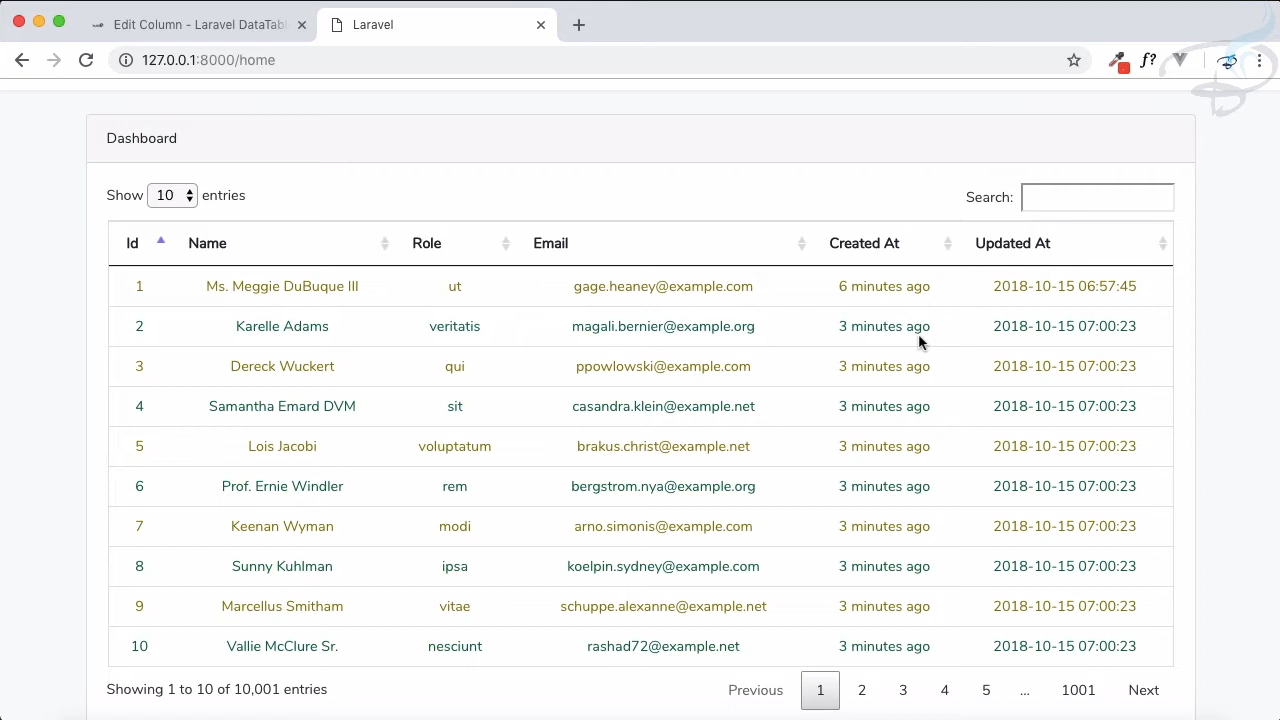 Edit Column - Laravel DataTabl
Laravel
127.0.0.1:8000/home
f?
Dashboard
Show 10 entries
Search:
Id Name Role Email Created At Updated At
1 Ms. Meggie DuBuque III ut gage.heaney@example.com 6 minutes ago 2018-10-15 06:57:45
2 Karelle Adams veritatis magali.bernier@example.org 3 minutes ago 2018-10-15 07:00:23
3 Dereck Wuckert qui ppowlowski@example.com 3 minutes ago 2018-10-15 07:00:23
4 Samantha Emard DVM sit casandra.klein@example.net 3 minutes ago 2018-10-15 07:00:23
5 Lois Jacobi voluptatum brakus.christ@example.net 3 minutes ago 2018-10-15 07:00:23
6 Prof. Ernie Windler rem bergstrom.nya@example.org 3 minutes ago 2018-10-15 07:00:23
7 Keenan Wyman modi arno.simonis@example.com 3 minutes ago 2018-10-15 07:00:23
8 Sunny Kuhlman ipsa koelpin.sydney@example.com 3 minutes ago 2018-10-15 07:00:23
9 Marcellus Smitham vitae schuppe.alexanne@example.net 3 minutes ago 2018-10-15 07:00:23
10 Vallie McClure Sr. nesciunt rashad72@example.net 3 minutes ago 2018-10-15 07:00:23
Showing 1 to 10 of 10,001 entries
Previous 1 2 3 4 5 ... 1001 Next